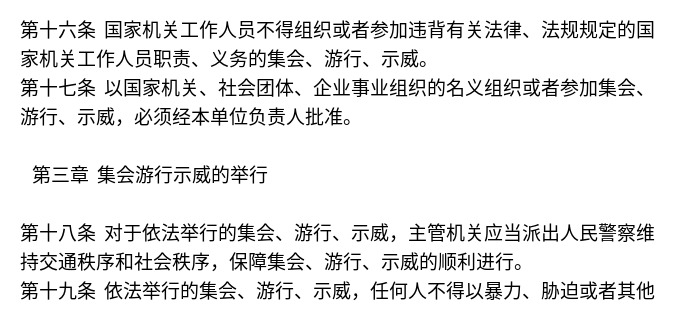 第十六条 国家机关工作人员不得组织或者参加违背有关法律、法规规定的国
家机关工作人员职责、义务的集会、游行、示威。
第十七条 以国家机关、社会团体、企业事业组织的名义组织或者参加集会、
游行、示威，必须经本单位负责人批准。
第三章 集会游行示威的举行
第十八条 对于依法举行的集会、游行、示威，主管机关应当派出人民警察维
持交通秩序和社会秩序，保障集会、游行、示威的顺利进行。
第十九条 依法举行的集会、游行、示威，任何人不得以暴力、胁迫或者其他